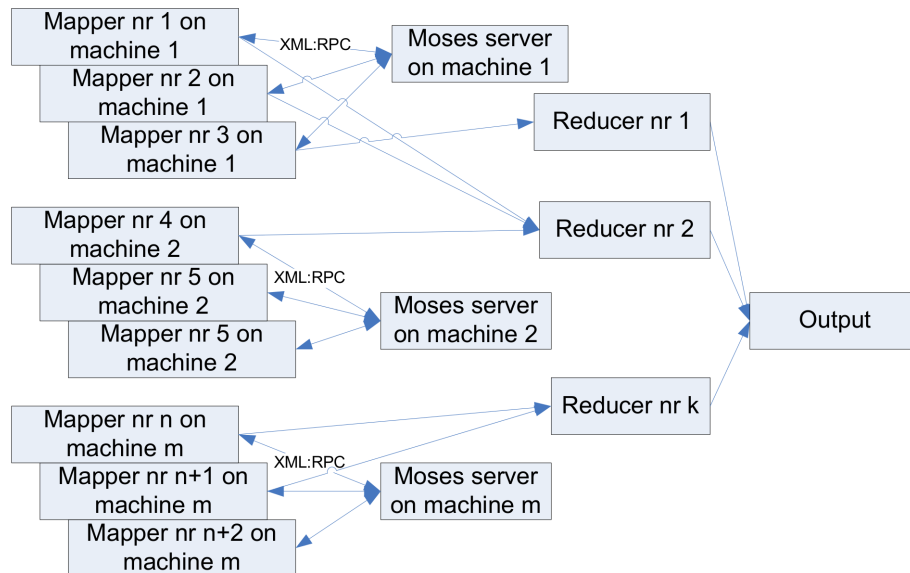 Mapper nr 1 on
machine 1
Mapper nr 2 on
machine 1
Mapper nr 3 on
machine 1
XML:RPC
Moses server
on machine 1
Reducer nr 1
Mapper nr 4 on
machine 2
Mapper nr 5 on
machine 2
Mapper nr 5 on
machine 2
XML:RPC
Moses server
on machine 2
Reducer nr 2
Output
Mapper nr n on
machine m
Mapper nr n+1 on
machine m
Mapper nr n+2 on
machine m
XML:RPC
Moses server
on machine m
Reducer nr k